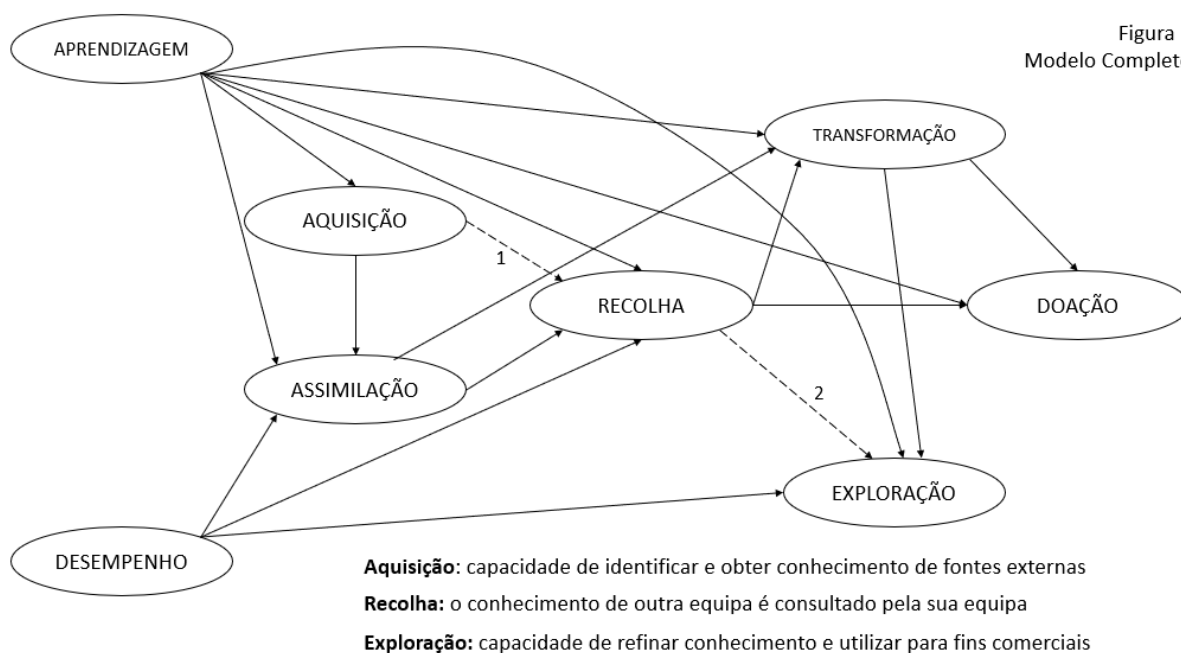 Figura
Modelo Completo
APRENDIZAGEM
TRANSFORMAÇÃO
AQUISIÇÃO
1
RECOLHA
DOAÇÃO
ASSIMILAÇÃO
2
EXPLORAÇÃO
DESEMPENHO
Aquisição: capacidade de identificar e obter conhecimento de fontes externas
Recolha: o conhecimento de outra equipa é consultado pela sua equipa
Exploração: capacidade de refinar conhecimento e utilizar para fins comerciais